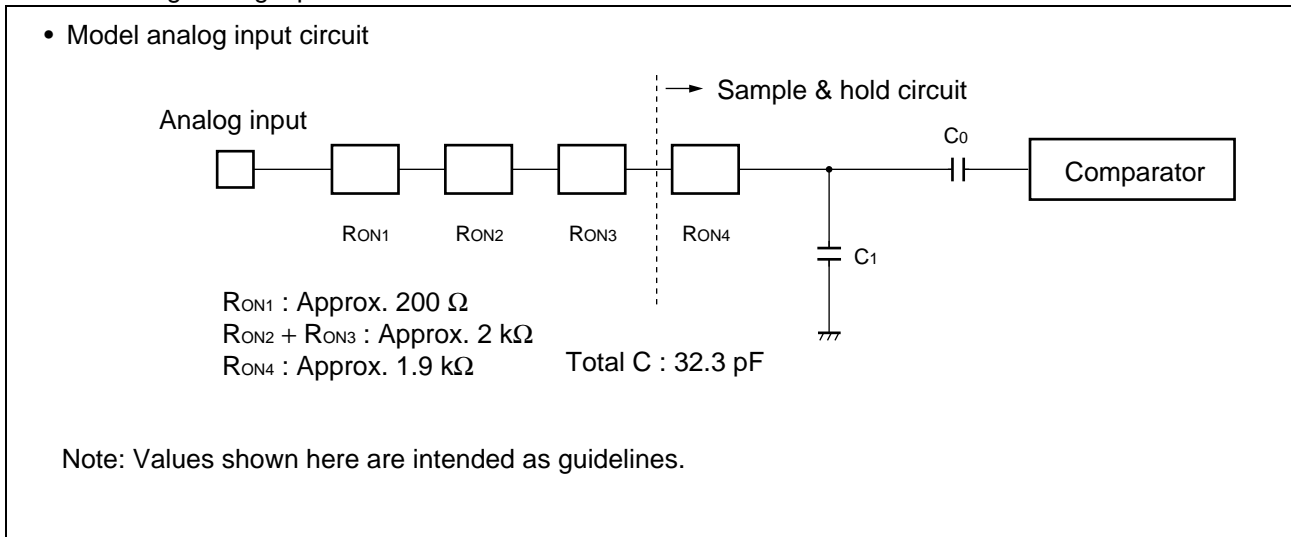 • Model analog input circuit
Sample & hold circuit
Analog input
C0
Comparator
RON1 RON2 RON3 RON4
C1
RON1 : Approx. 200 Ω
RON2 + RON3 : Approx. 2 kΩ
RON4 : Approx. 1.9 kΩ
Total C : 32.3 pF
Note: Values shown here are intended as guidelines.